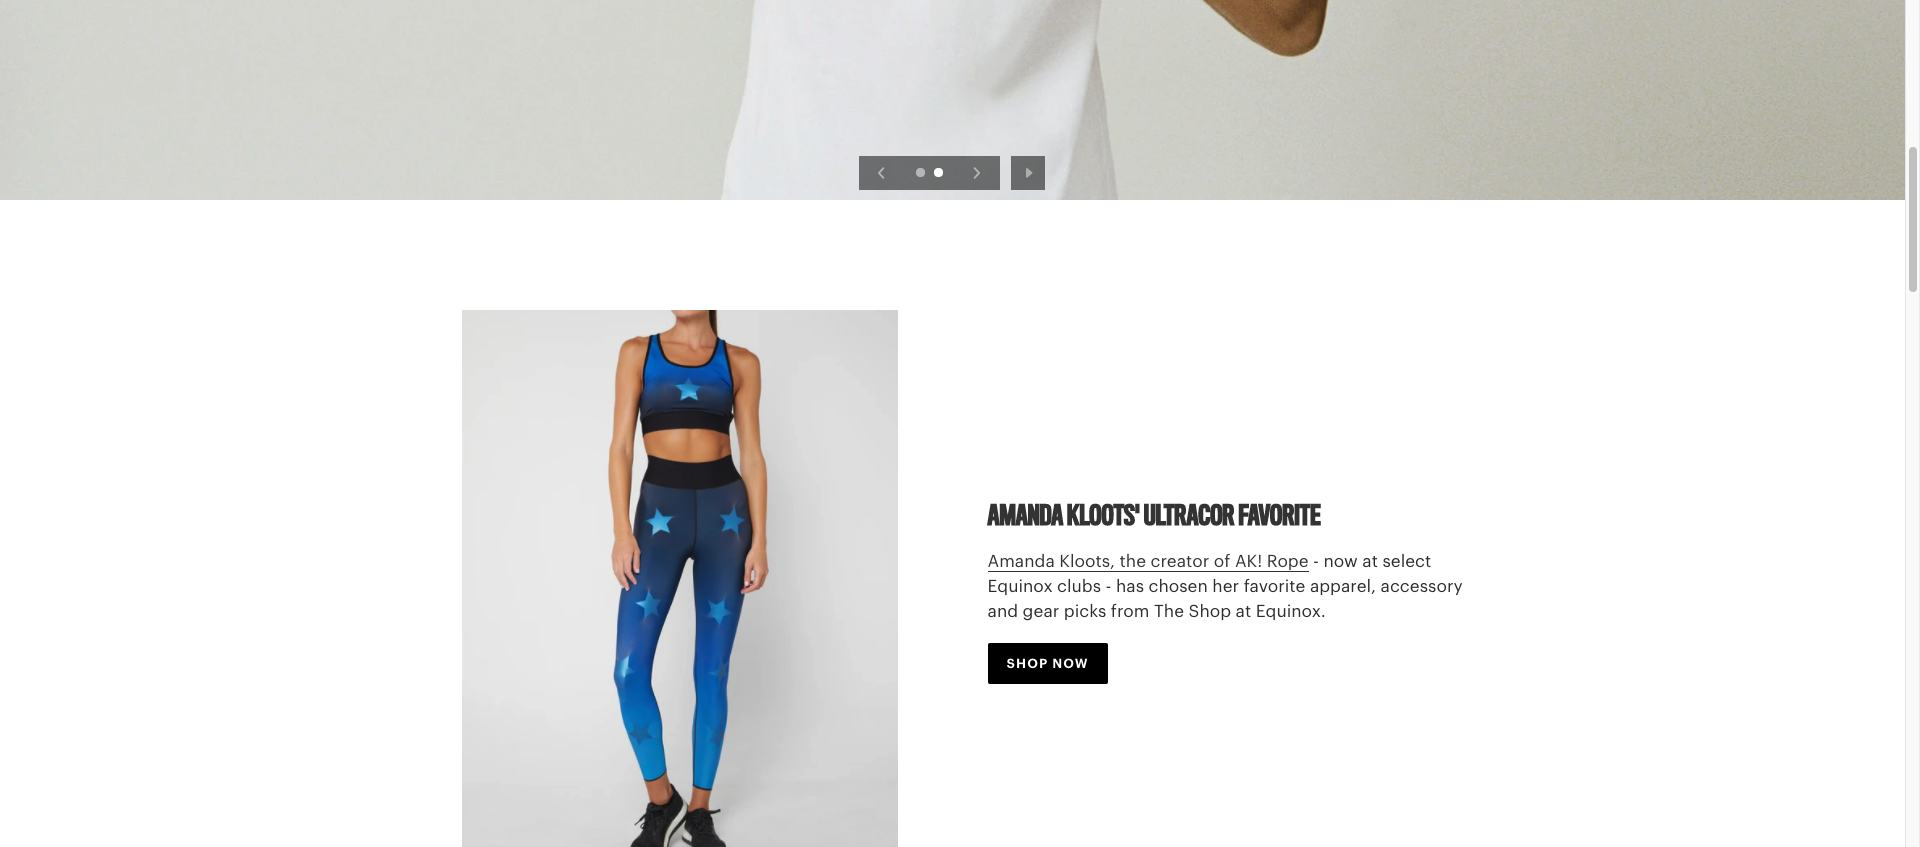 AMANDA KLOOTS' ULTRACOR FAVORITE
Amanda Kloots, the creator of AK! Rope - now at select
Equinox clubs - has chosen her favorite apparel, accessory
and gear picks from The Shop at Equinox.
SHOP NOW